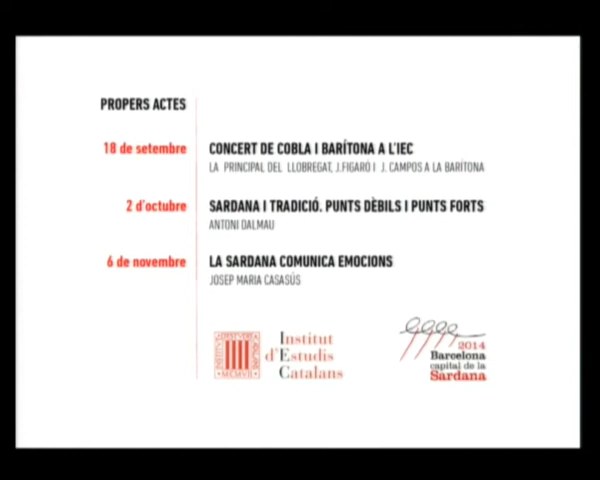 PROPERS ACTES
18 de setembre
CONCERT DE COBLA I BARÍTONA A L'IEC
LA PRINCIPAL DEL LLOBREGAT, J.FIGARÓ I J. CAMPOS A LA BARÍTONA
2 d'octubre
SARDANA I TRADICIÓ. PUNTS DÈBILS I PUNTS FORTS
ANTONI DALMAU
6 de novembre
LA SARDANA COMUNICA EMOCIONS
JOSEP MARIA CASASÚS
Institut
d'Estudis
Catalans
MCMVII
2014
Barcelona
capital de la
Sardana